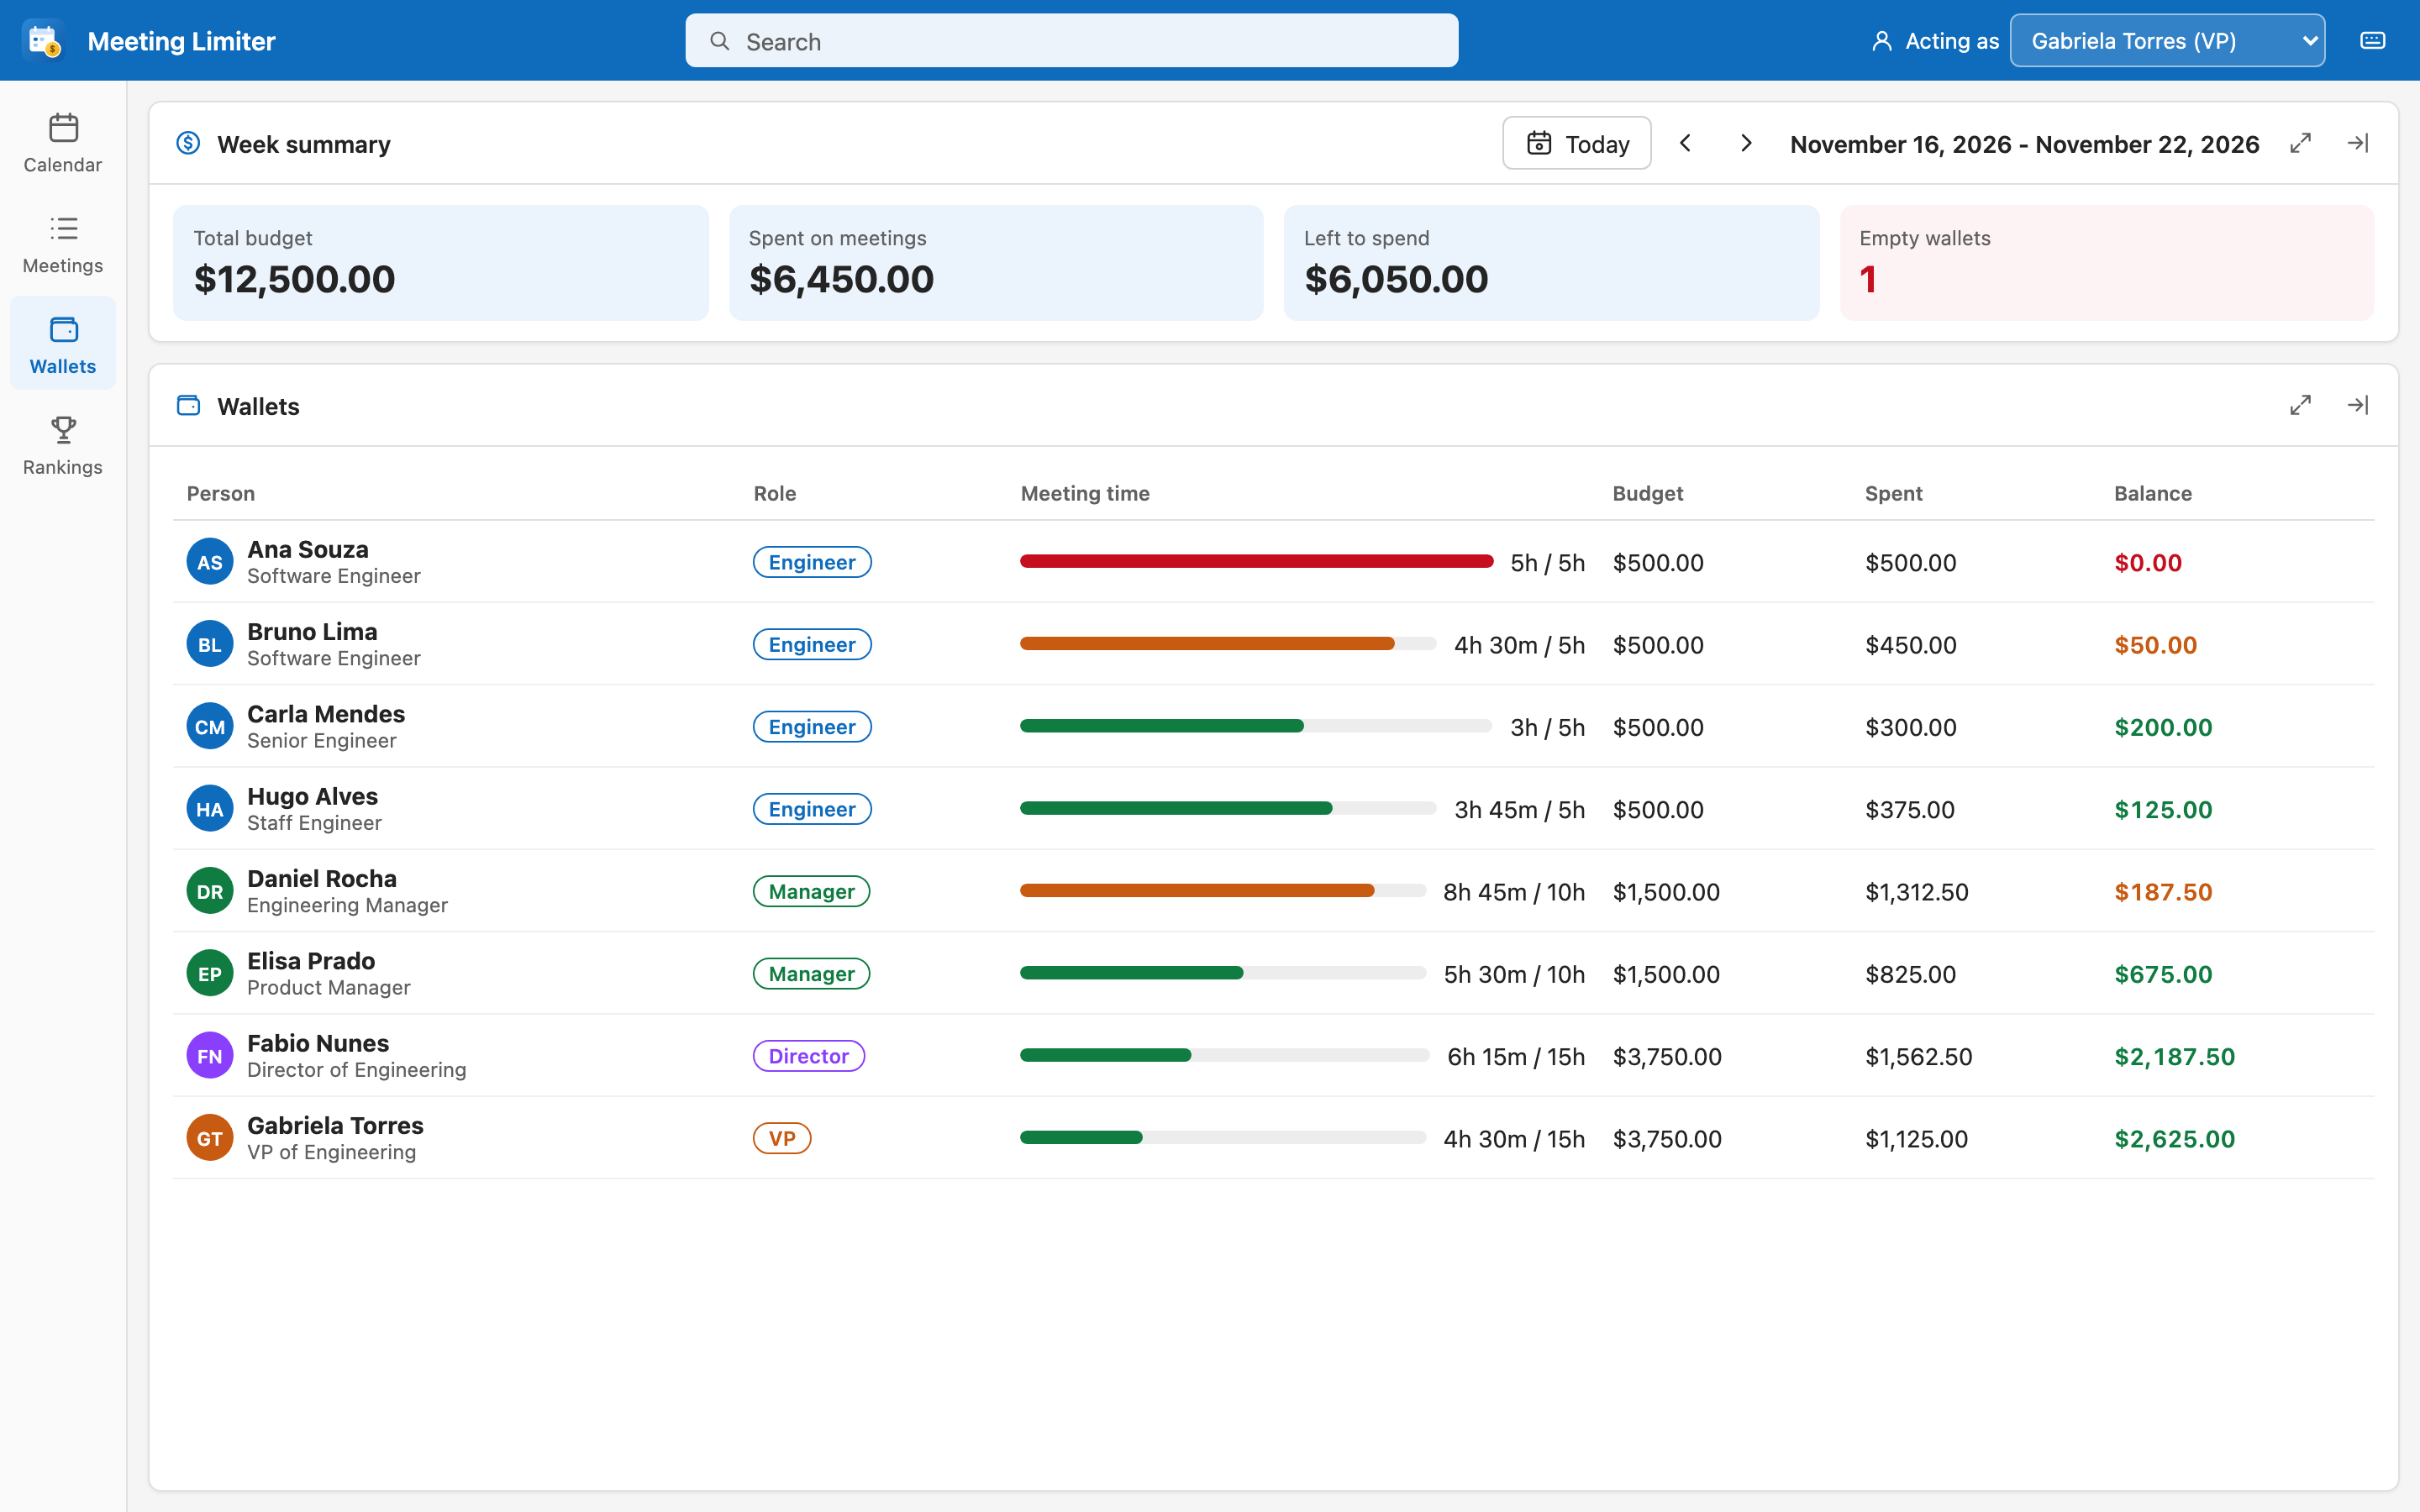 Meeting Limiter
Search
Acting as
Gabriela Torres (VP)
Calendar
Meetings
Wallets
Rankings
Week summary
Today
November 16, 2026 - November 22, 2026
Total budget
$12,500.00
Spent on meetings
$6,450.00
Left to spend
$6,050.00
Empty wallets
1
Wallets
Person Role Meeting time Budget Spent Balance
AS Ana Souza Engineer 5h / 5h $500.00 $500.00 $0.00
Software Engineer
BL Bruno Lima Engineer 4h 30m / 5h $500.00 $450.00 $50.00
Software Engineer
CM Carla Mendes Engineer 3h / 5h $500.00 $300.00 $200.00
Senior Engineer
HA Hugo Alves Engineer 3h 45m / 5h $500.00 $375.00 $125.00
Staff Engineer
DR Daniel Rocha Manager 8h 45m / 10h $1,500.00 $1,312.50 $187.50
Engineering Manager
EP Elisa Prado Manager 5h 30m / 10h $1,500.00 $825.00 $675.00
Product Manager
FN Fabio Nunes Director 6h 15m / 15h $3,750.00 $1,562.50 $2,187.50
Director of Engineering
GT Gabriela Torres VP 4h 30m / 15h $3,750.00 $1,125.00 $2,625.00
VP of Engineering